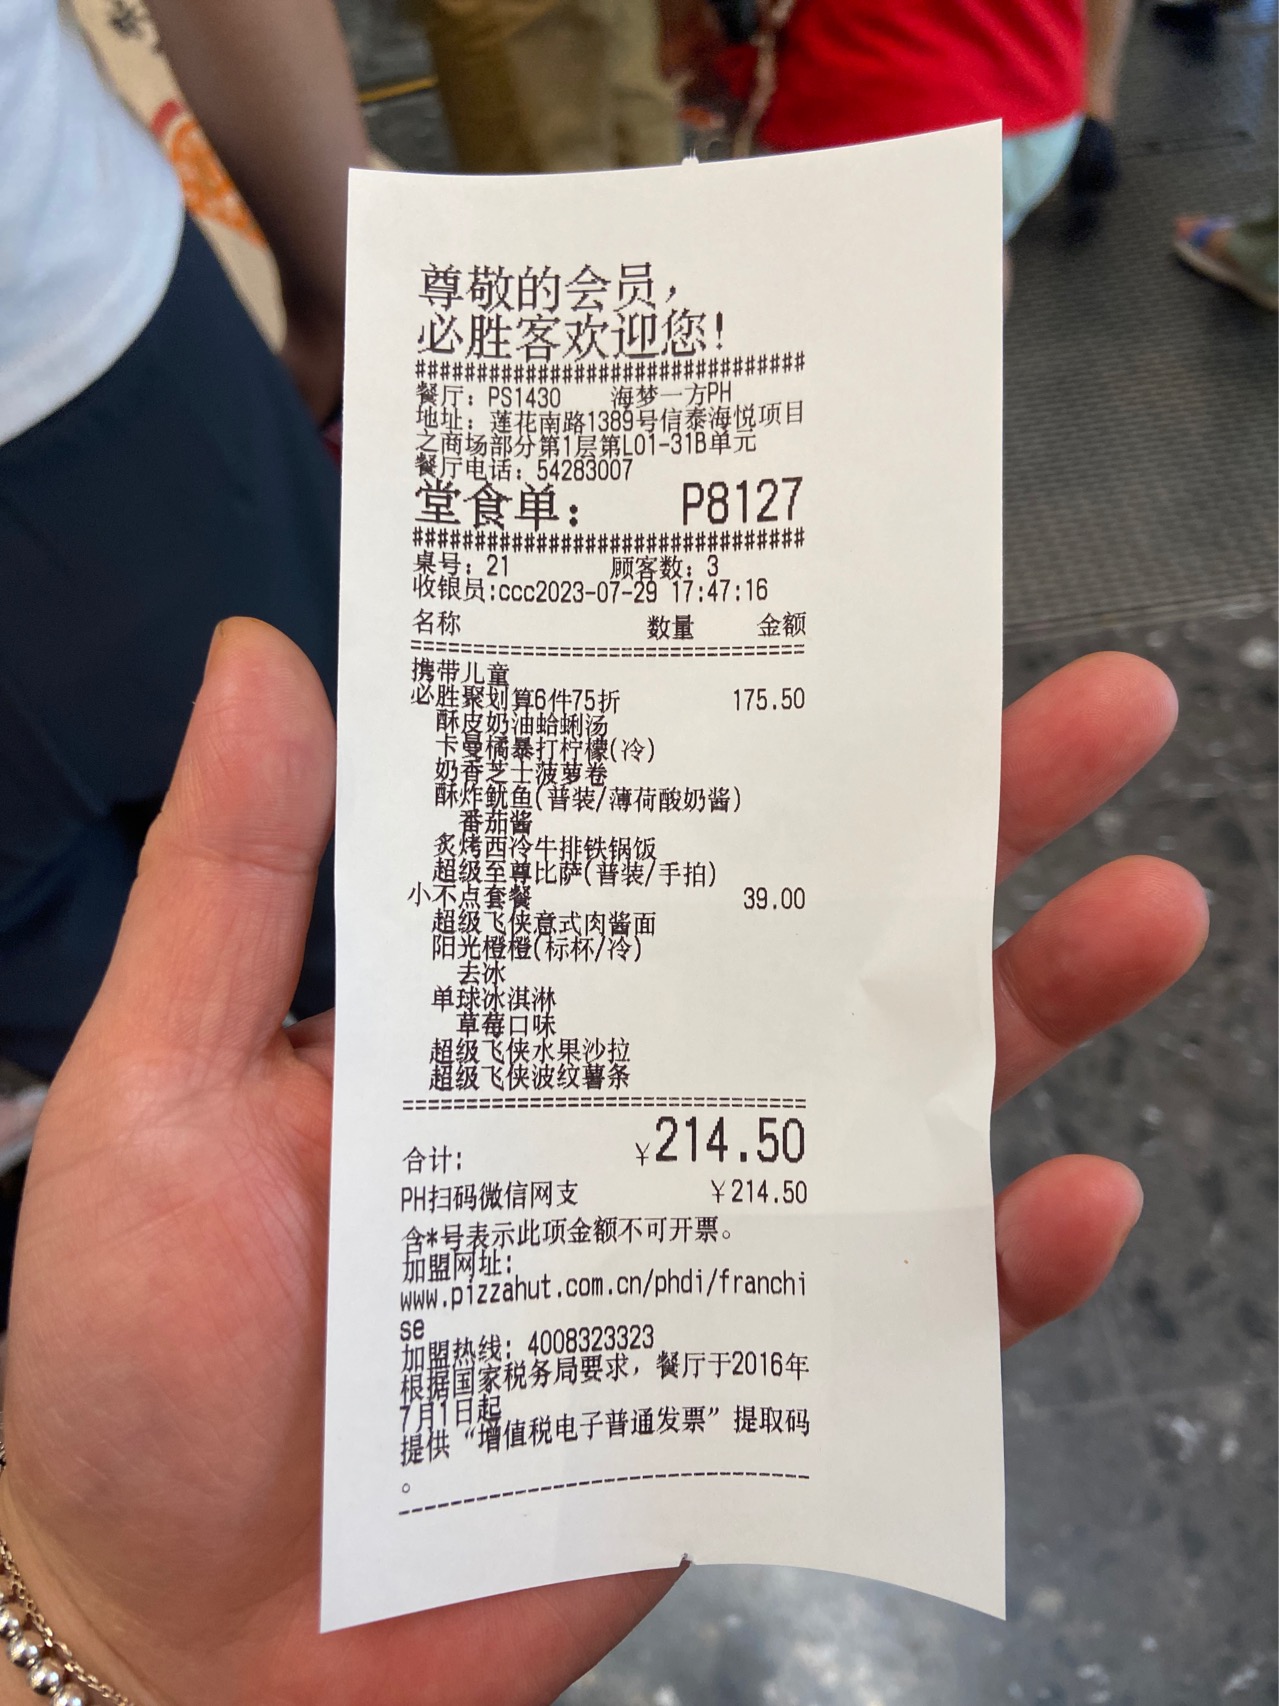 尊敬的会员，
必胜客欢迎您!
################################
餐厅: PS1430 海梦一方PH
地址: 莲花南路1389号信泰海悦项目
之商场部分第1层第L01-31B单元
餐厅电话: 54283007
堂食单: P8127
################################
桌号: 21 顾客数: 3
收银员:ccc2023-07-29 17:47:16
名称 数量 金额
================================
携带儿童
必胜聚划算6件75折 175.50
酥皮奶油蛤蜊汤
卡曼橘暴打柠檬(冷)
奶香芝士菠萝卷
酥炸鱿鱼(普装/薄荷酸奶酱)
番茄酱
炙烤西冷牛排铁锅饭
超级至尊比萨(普装/手拍)
小不点套餐 39.00
超级飞侠意式肉酱面
阳光橙橙(标杯/冷)
去冰
单球冰淇淋
草莓口味
超级飞侠水果沙拉
超级飞侠波纹薯条
================================
合计: ¥214.50
PH扫码微信网支 ¥214.50
含*号表示此项金额不可开票。
加盟网址:
www.pizzahut.com.cn/phdi/franchi
se
加盟热线: 4008323323
根据国家税务局要求，餐厅于2016年
7月1日起
提供“增值税电子普通发票”提取码
。
--------------------------------